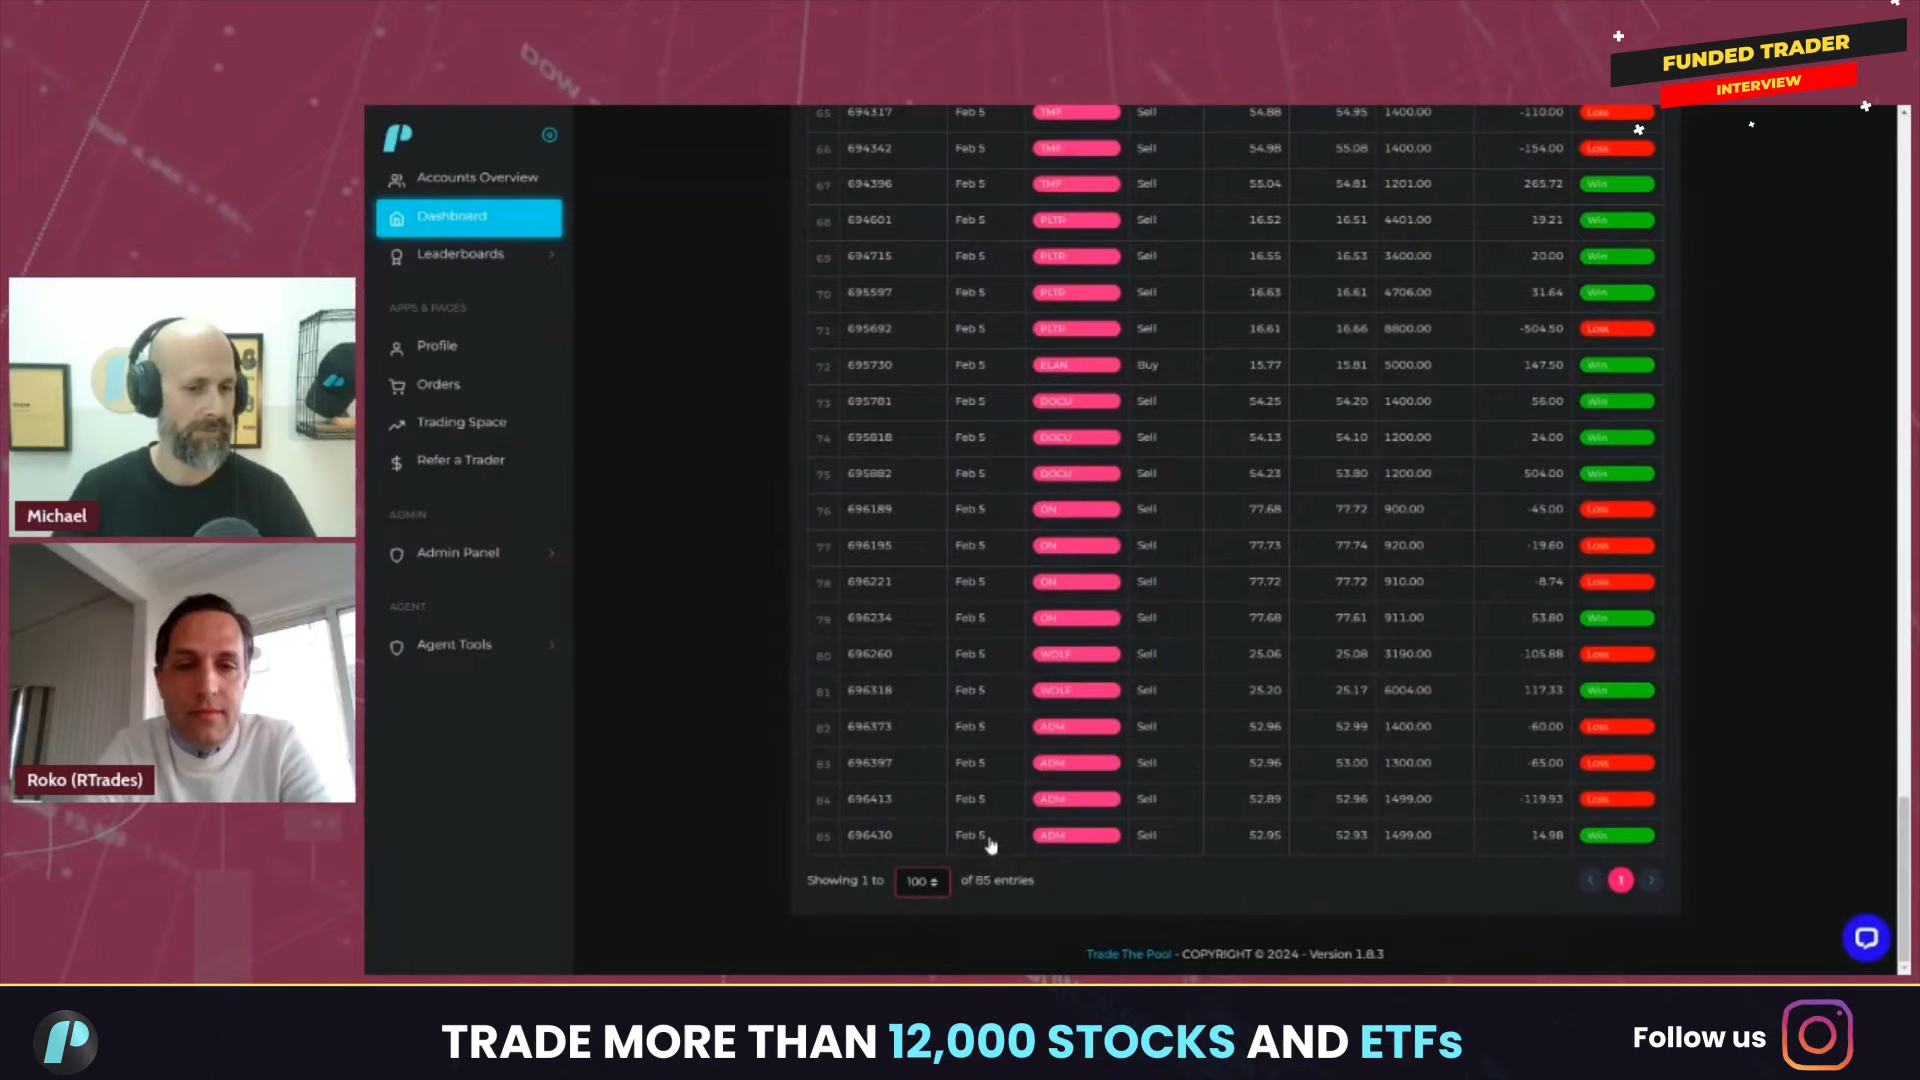 DOW
FUNDED TRADER
INTERVIEW
Accounts Overview
Dashboard
Leaderboards
APPS & PAGES
Profile
Orders
Trading Space
Refer a Trader
ADMIN
Admin Panel
AGENT
Agent Tools
65 694317 Feb 5 TMF Sell 54.88 54.95 1400.00 -110.00 Loss
66 694342 Feb 5 TMF Sell 54.98 55.08 1400.00 -154.00 Loss
67 694396 Feb 5 TMF Sell 55.04 54.81 1201.00 265.72 Win
68 694601 Feb 5 PLTR Sell 16.52 16.51 4401.00 19.21 Win
69 694715 Feb 5 PLTR Sell 16.55 16.53 3400.00 20.00 Win
70 695597 Feb 5 PLTR Sell 16.63 16.61 4706.00 31.64 Win
71 695692 Feb 5 PLTR Sell 16.61 16.66 8800.00 -504.50 Loss
72 695730 Feb 5 ELAN Buy 15.77 15.81 5000.00 147.50 Win
73 695781 Feb 5 DOCU Sell 54.25 54.20 1400.00 56.00 Win
74 695818 Feb 5 DOCU Sell 54.13 54.10 1200.00 24.00 Win
75 695882 Feb 5 DOCU Sell 54.23 53.80 1200.00 504.00 Win
76 696189 Feb 5 ON Sell 77.68 77.72 900.00 -45.00 Loss
77 696195 Feb 5 ON Sell 77.73 77.74 920.00 -19.60 Loss
78 696221 Feb 5 ON Sell 77.72 77.72 910.00 -8.74 Loss
79 696234 Feb 5 ON Sell 77.68 77.61 911.00 53.80 Win
80 696260 Feb 5 WOLF Sell 25.06 25.08 3190.00 -105.88 Loss
81 696318 Feb 5 WOLF Sell 25.20 25.17 6004.00 117.33 Win
82 696373 Feb 5 ADM Sell 52.96 52.99 1400.00 -60.00 Loss
83 696397 Feb 5 ADM Sell 52.96 53.00 1300.00 -65.00 Loss
84 696413 Feb 5 ADM Sell 52.89 52.96 1499.00 -119.93 Loss
85 696430 Feb 5 ADM Sell 52.95 52.93 1499.00 14.98 Win
Showing 1 to 100 of 85 entries
1
Trade The Pool - COPYRIGHT © 2024 - Version 1.8.3
Michael
Roko (RTrades)
TRADE MORE THAN 12,000 STOCKS AND ETFs
Follow us